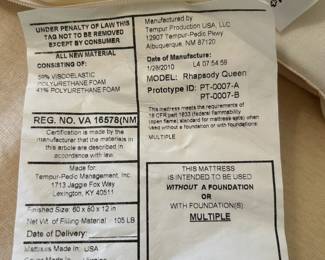 UNDER PENALTY OF LAW THIS
TAG NOT TO BE REMOVED
EXCEPT BY CONSUMER
ALL NEW MATERIAL
CONSISTING OF:
59% VISCOELASTIC
POLYURETHANE FOAM
41% POLYURETHANE FOAM
REG. NO. VA 16578(NM
Certification is made by the
manufacturer that the materials in
this article are described in
accordance with law.
Made for:
Tempur-Pedic Management, Inc.
1713 Jaggie Fox Way
Lexington, KY 40511
Finished Size: 60 x 80 x 12 in
Net Wt. of Filling Material 105 LB
Date of Delivery:
Mattress Made in: USA
Manufactured by
Tempur Production USA, LLC
12907 Tempur-Pedic Pkwy
Albuquerque, NM 87120
Date of Manufacture:
1/28/2010 L4 07:54:59
MODEL: Rhapsody Queen
Prototype ID: PT-0007-A
PT-0007-B
This mattress meets the requirements of
16 CFR part 1633 (federal flammability
(open flame) standard for mattress sets) when
used without a foundation or with foundation(s):
MULTIPLE
THIS MATTRESS
IS INTENDED TO BE USED
WITHOUT A FOUNDATION
OR
WITH FOUNDATION(S):
MULTIPLE